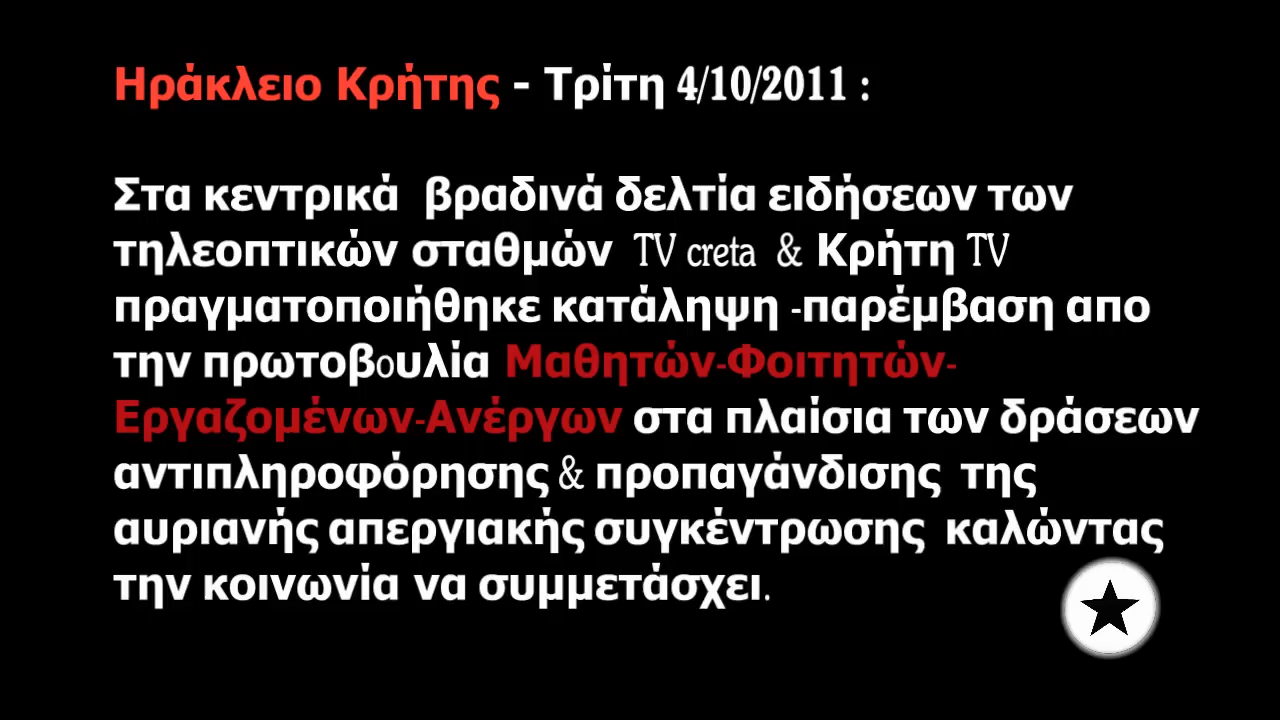 Ηράκλειο Κρήτης - Τρίτη 4/10/2011 :
Στα κεντρικά βραδινά δελτία ειδήσεων των
τηλεοπτικών σταθμών TV creta & Κρήτη TV
πραγματοποιήθηκε κατάληψη -παρέμβαση απο
την πρωτοβoυλία Μαθητών-Φοιτητών-
Εργαζομένων-Ανέργων στα πλαίσια των δράσεων
αντιπληροφόρησης & προπαγάνδισης της
αυριανής απεργιακής συγκέντρωσης καλώντας
την κοινωνία να συμμετάσχει.